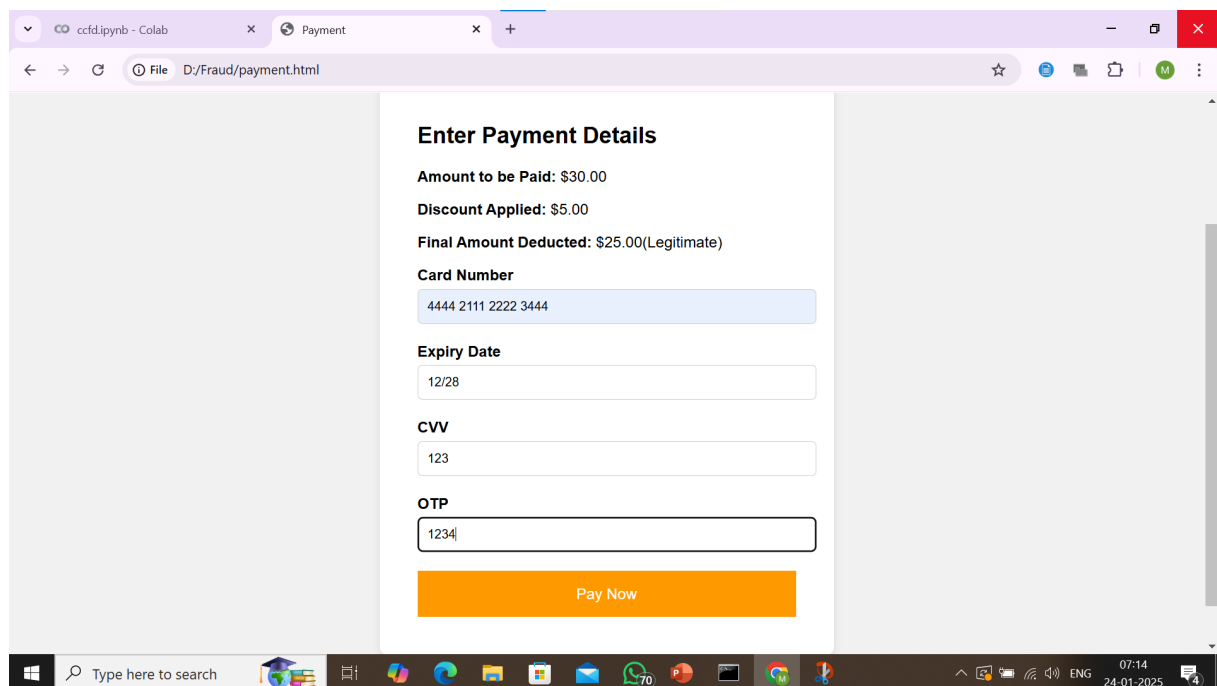 ccfd.ipynb - Colab
Payment
File
D:/Fraud/payment.html
M
Enter Payment Details
Amount to be Paid: $30.00
Discount Applied: $5.00
Final Amount Deducted: $25.00(Legitimate)
Card Number
4444 2111 2222 3444
Expiry Date
12/28
CVV
123
OTP
1234
Pay Now
Type here to search
70
P
M
ENG
07:14
24-01-2025
4